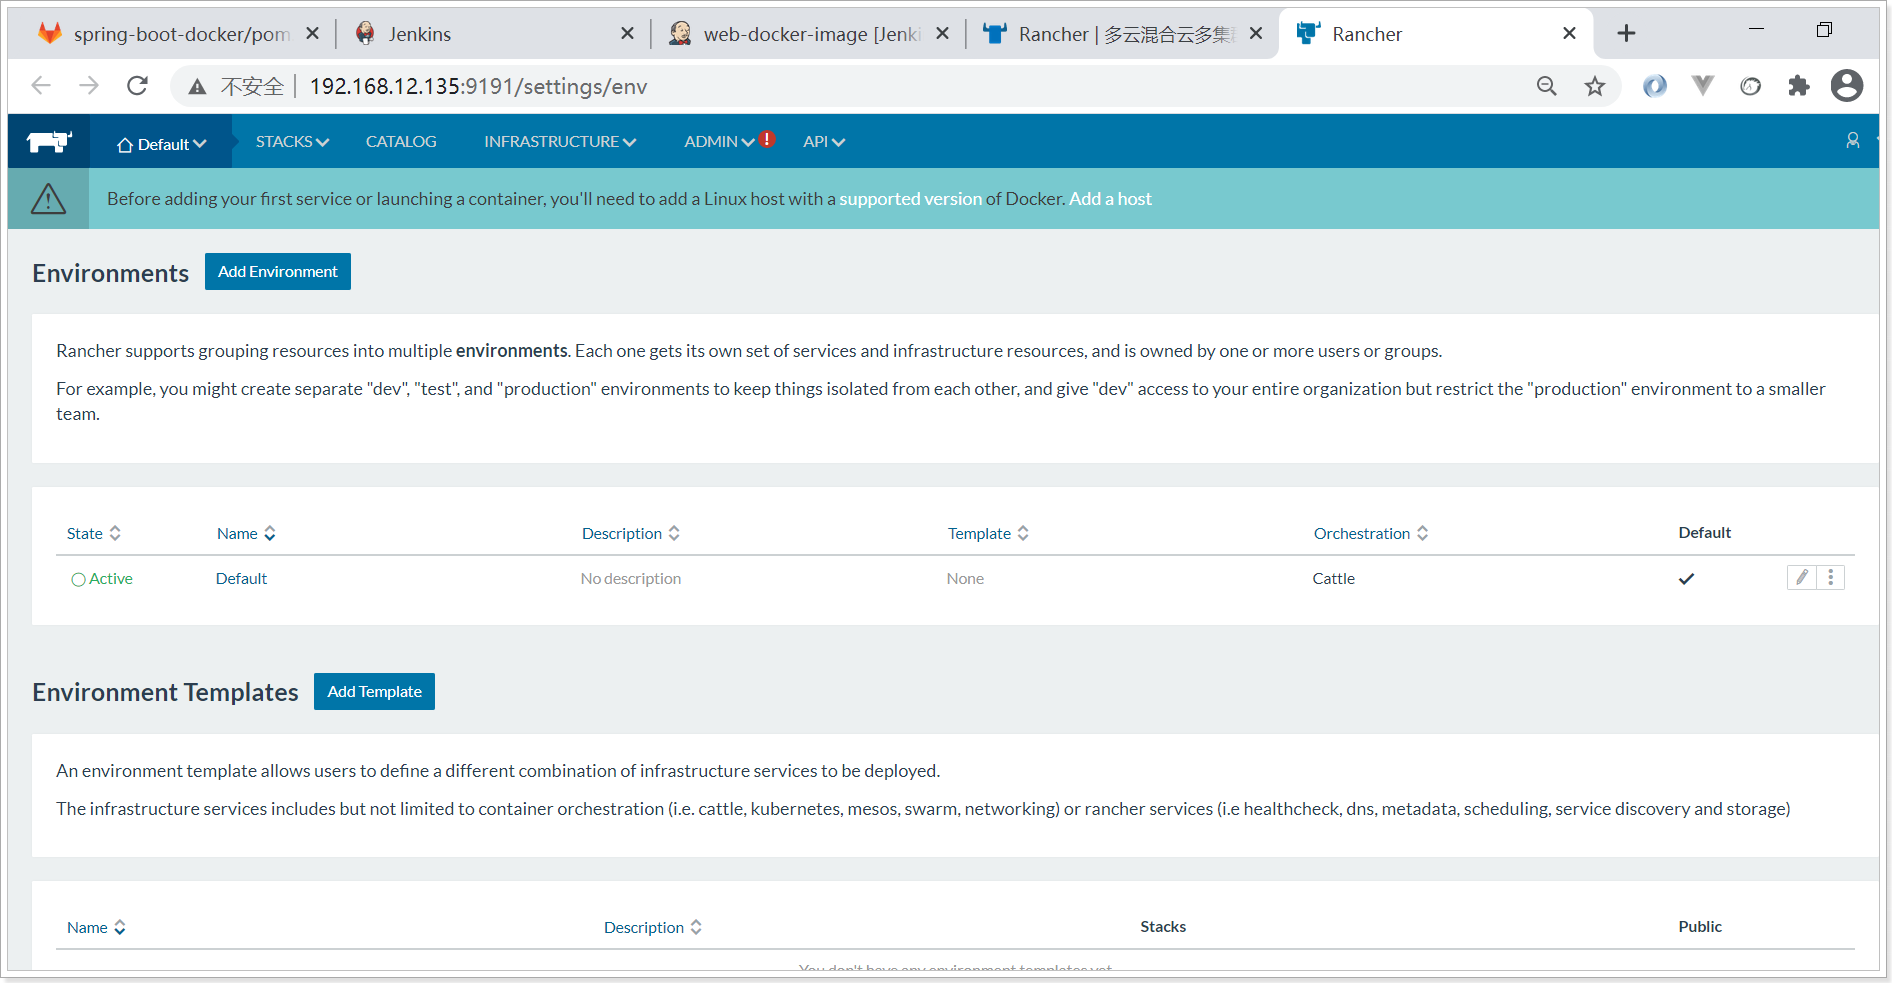 spring-boot-docker/pom
Jenkins
web-docker-image [Jenki
Rancher | 多云混合云多集
Rancher
不安全 192.168.12.135:9191/settings/env
Default STACKS CATALOG INFRASTRUCTURE ADMIN ! API
Before adding your first service or launching a container, you'll need to add a Linux host with a supported version of Docker. Add a host
Environments Add Environment
Rancher supports grouping resources into multiple environments. Each one gets its own set of services and infrastructure resources, and is owned by one or more users or groups.
For example, you might create separate "dev", "test", and "production" environments to keep things isolated from each other, and give "dev" access to your entire organization but restrict the "production" environment to a smaller
team.
State Name Description Template Orchestration Default
Active Default No description None Cattle
Environment Templates Add Template
An environment template allows users to define a different combination of infrastructure services to be deployed.
The infrastructure services includes but not limited to container orchestration (i.e. cattle, kubernetes, mesos, swarm, networking) or rancher services (i.e healthcheck, dns, metadata, scheduling, service discovery and storage)
Name Description Stacks Public
You don't have any environment templates yet